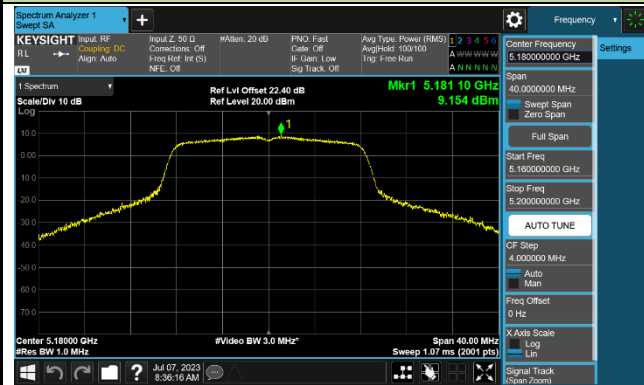 Spectrum Analyzer 1
Swept SA
Frequency
KEYSIGHT
RL
LXI
Input: RF
Coupling: DC
Align: Auto
Input Z: 50 Ω
Corrections: Off
Freq Ref: Int (S)
NFE: Off
#Atten: 20 dB
PNO: Fast
Gate: Off
IF Gain: Low
Sig Track: Off
Avg Type: Power (RMS)
Avg|Hold: 100/100
Trig: Free Run
1 2 3 4 5 6
A W W W W W
A N N N N N
1 Spectrum
Scale/Div 10 dB
Log
Ref Lvl Offset 22.40 dB
Ref Level 20.00 dBm
Mkr1 5.181 10 GHz
9.154 dBm
1
10.0
0.00
-10.0
-20.0
-30.0
-40.0
-50.0
-60.0
-70.0
Center 5.18000 GHz
#Res BW 1.0 MHz
#Video BW 3.0 MHz*
Span 40.00 MHz
Sweep 1.07 ms (2001 pts)
Jul 07, 2023
8:36:16 AM
Center Frequency
5.180000000 GHz
Settings
Span
40.0000000 MHz
Swept Span
Zero Span
Full Span
Start Freq
5.160000000 GHz
Stop Freq
5.200000000 GHz
AUTO TUNE
CF Step
4.000000 MHz
Auto
Man
Freq Offset
0 Hz
X Axis Scale
Log
Lin
Signal Track
(Span Zoom)